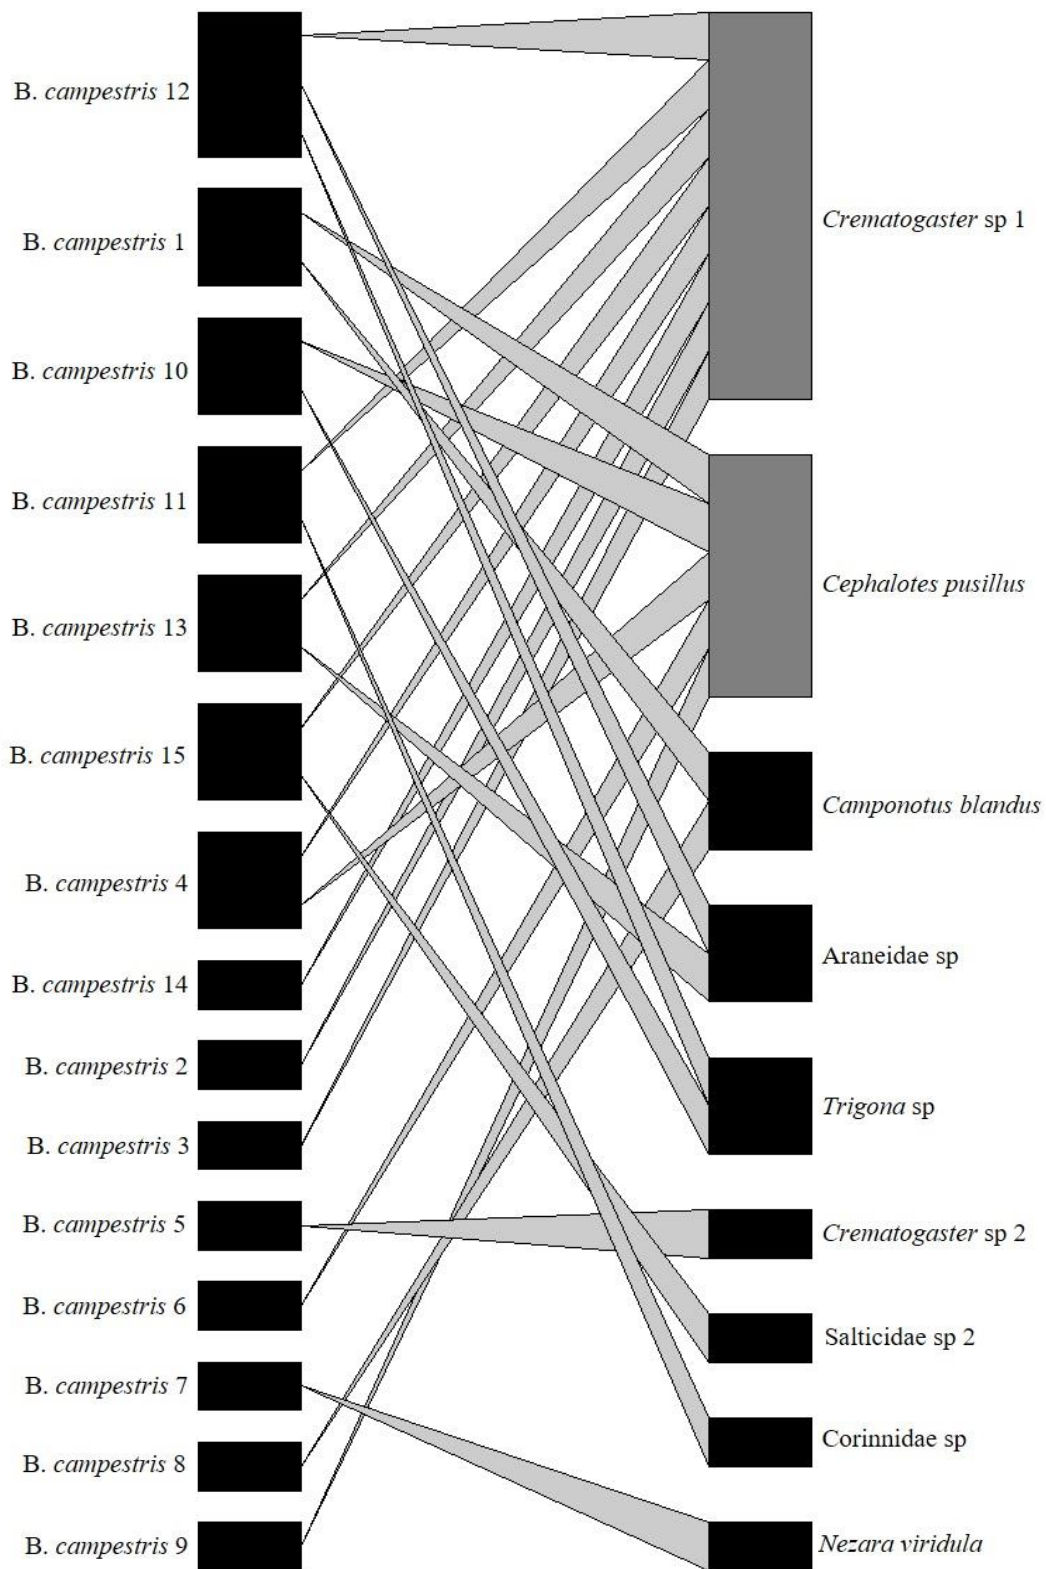 B. campestris 12
B. campestris 1
B. campestris 10
B. campestris 11
B. campestris 13
B. campestris 15
B. campestris 4
B. campestris 14
B. campestris 2
B. campestris 3
B. campestris 5
B. campestris 6
B. campestris 7
B. campestris 8
B. campestris 9
Crematogaster sp 1
Cephalotes pusillus
Camponotus blandus
Araneidae sp
Trigona sp
Crematogaster sp 2
Salticidae sp 2
Corinnidae sp
Nezara viridula